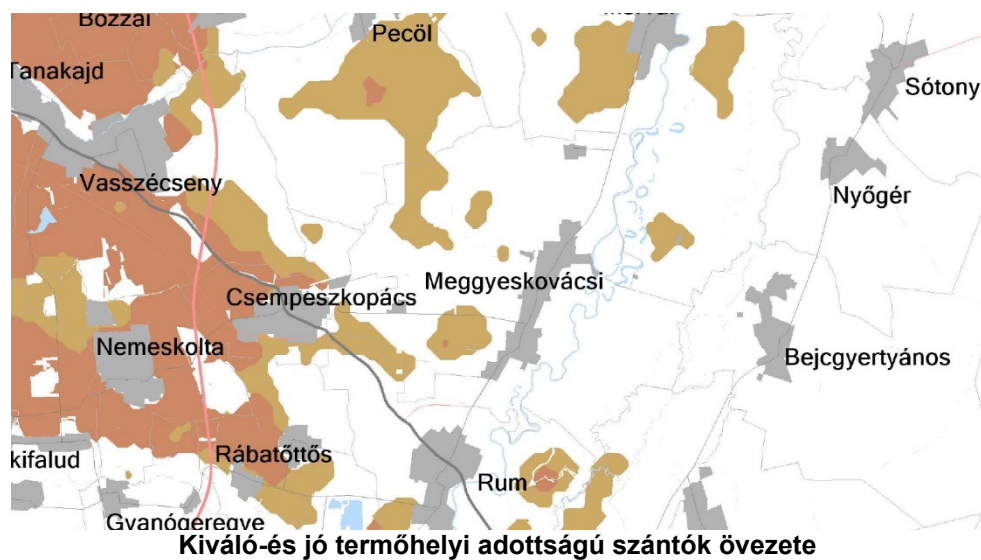 Bozzai
Pecöl
Tanakajd
Sótony
Vasszécseny
Nyőgér
Meggyeskovácsi
Csempeszkopács
Nemeskolta
Bejcgyertyános
Rábatöttös
kifalud
Rum
Gyanógeregye
Kiváló-és jó termőhelyi adottságú szántók övezete